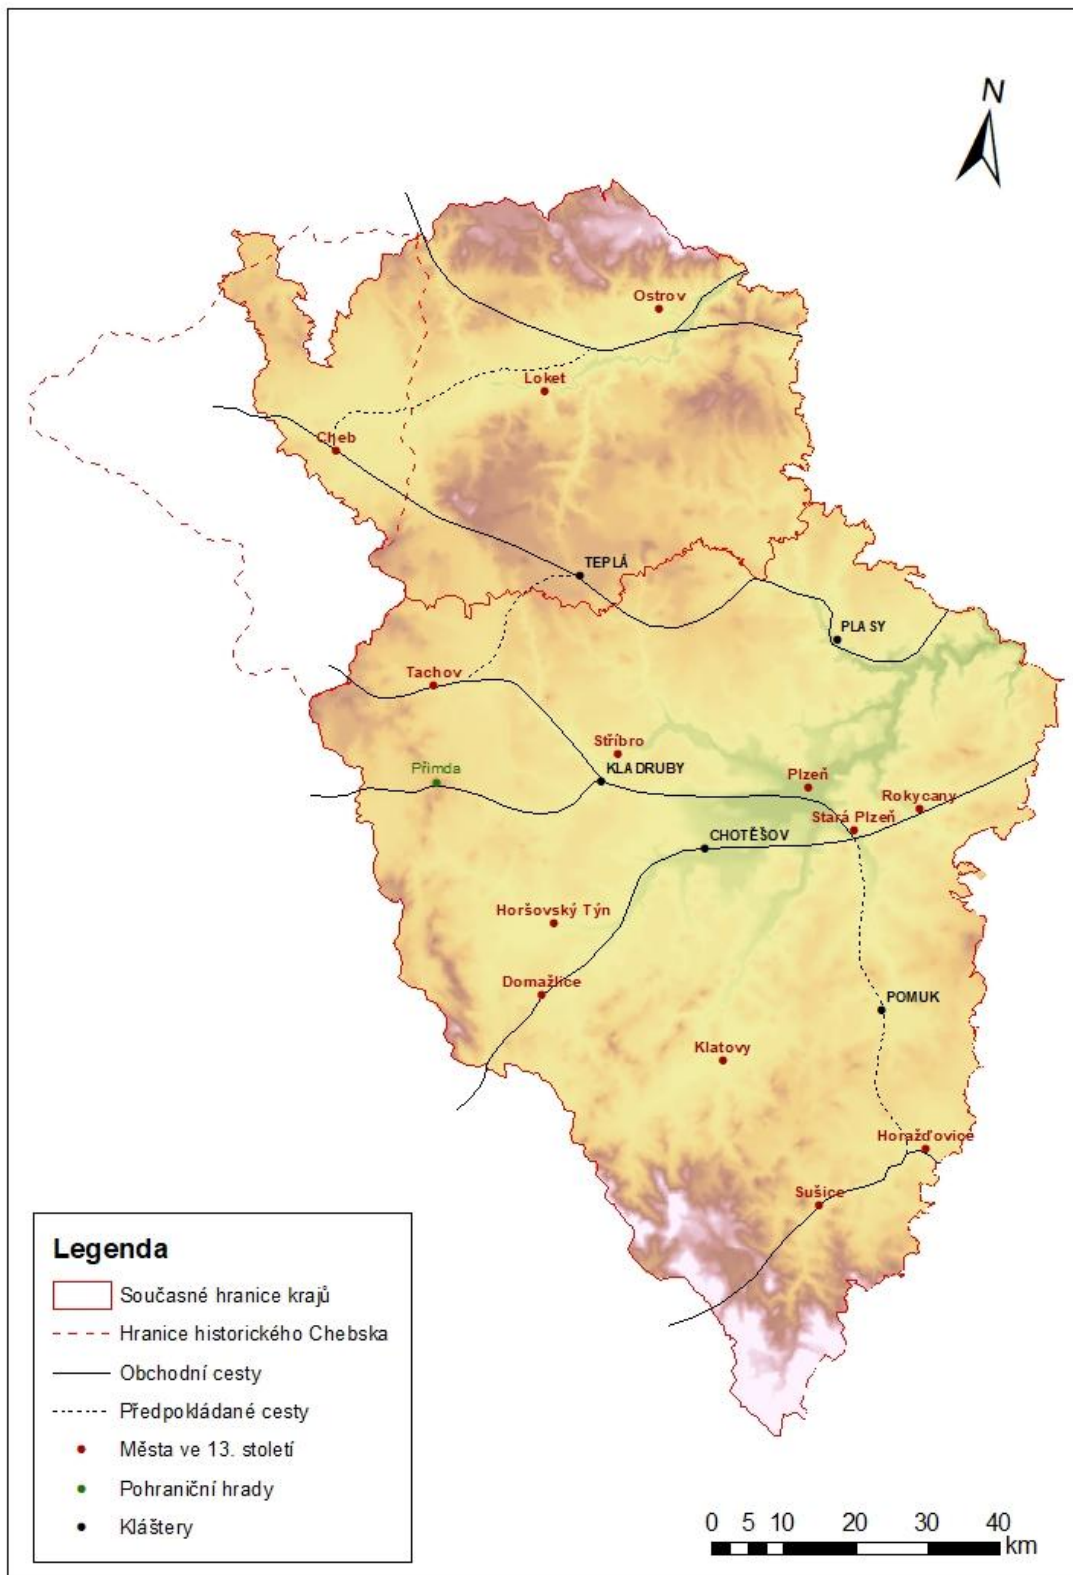 N
Ostrov
Loket
Cheb
TEPLÁ
PLASY
Tachov
Stříbro
Přimda
KLADRUBY
Plzeň
Rokycany
Stará Plzeň
CHOTĚŠOV
Horšovský Týn
Domažlice
POMUK
Klatovy
Horažďovice
Sušice
Legenda
Současné hranice krajů
Hranice historického Chebska
Obchodní cesty
Předpokládané cesty
Města ve 13. století
Pohraniční hrady
Kláštery
0 5 10 20 30 40
km